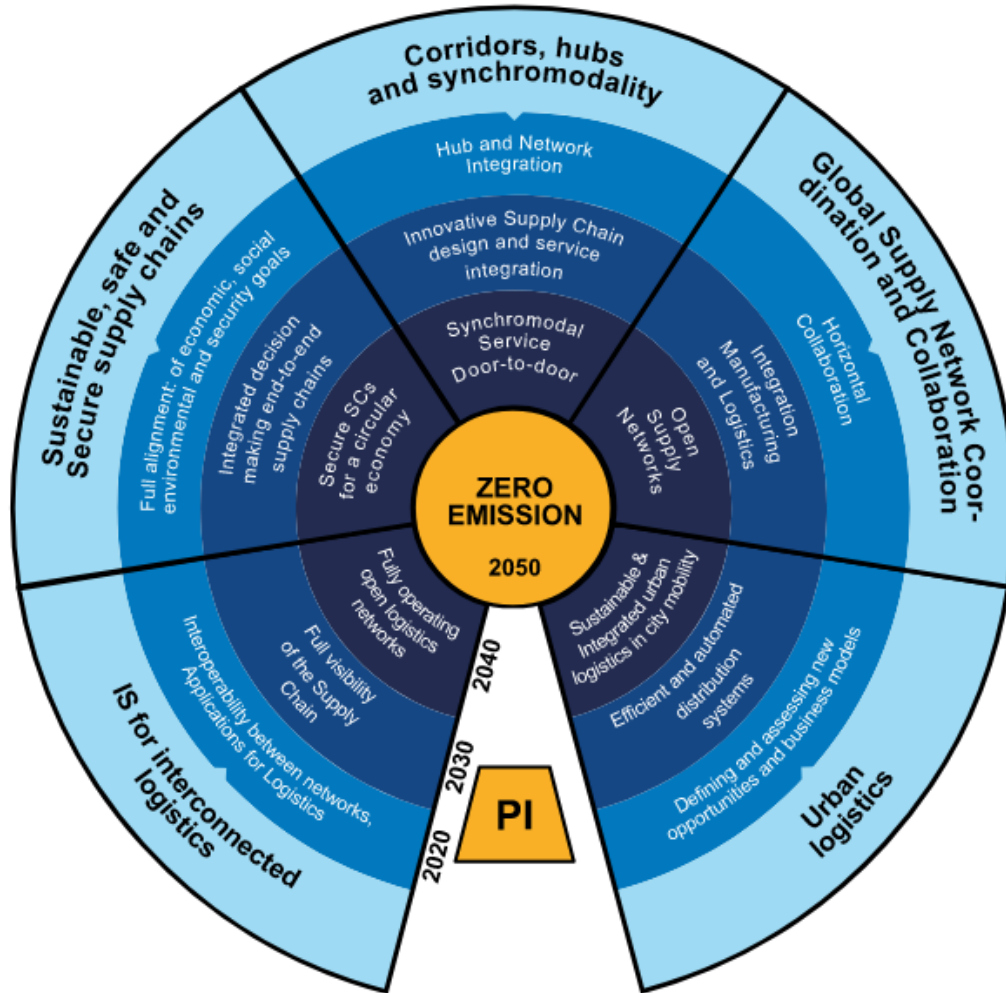 Corridors, hubs
and synchromodality
Hub and Network
Integration
Innovative Supply Chain
design and service
integration
Synchromodal
Service
Door-to-door
Global Supply Network Coor-
dination and Collaboration
Horizontal
Collaboration
Integration
Manufacturing
and Logistics
Open
Supply
Networks
Sustainable, safe and
Secure supply chains
Full alignment: of economic, social
environmental and security goals
Integrated decision
making end-to-end
supply chains
Secure SCs
for a circular
economy
ZERO
EMISSION
2050
IS for interconnected
logistics
Interoperability between networks,
Applications for Logistics
Full visibility
of the Supply
Chain
Fully operating
open logistics
networks
Urban
logistics
Defining and assessing new
opportunities and business models
Efficient and automated
distribution
systems
Sustainable &
Integrated urban
logistics in city mobility
2040
2030
2020
PI